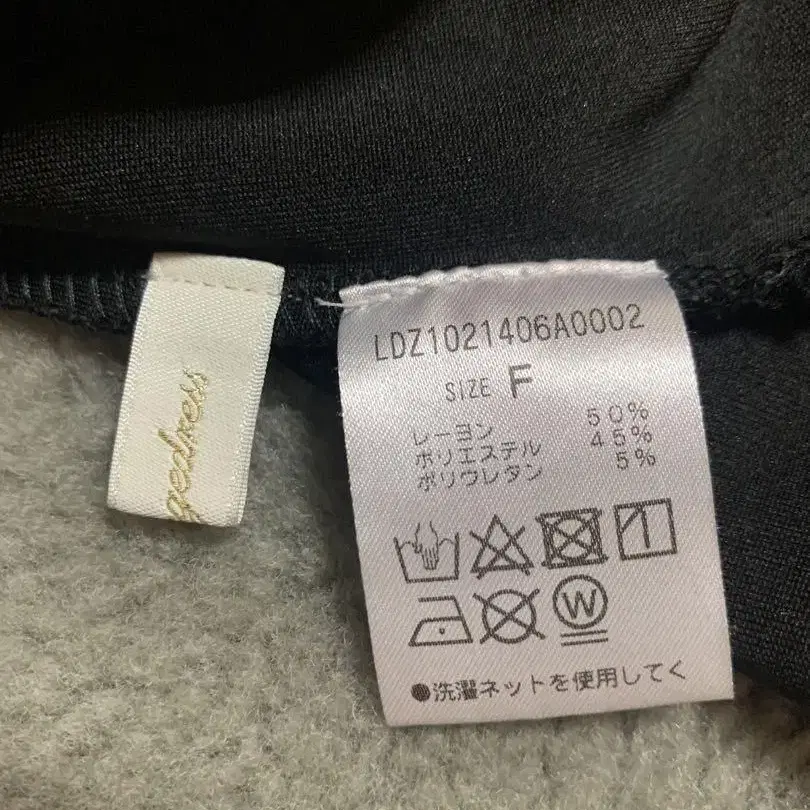 gedress
LDZ1021406A0002
SIZE F
レーヨン 50%
ポリエステル 45%
ポリウレタン 5%
W
●洗濯ネットを使用してく